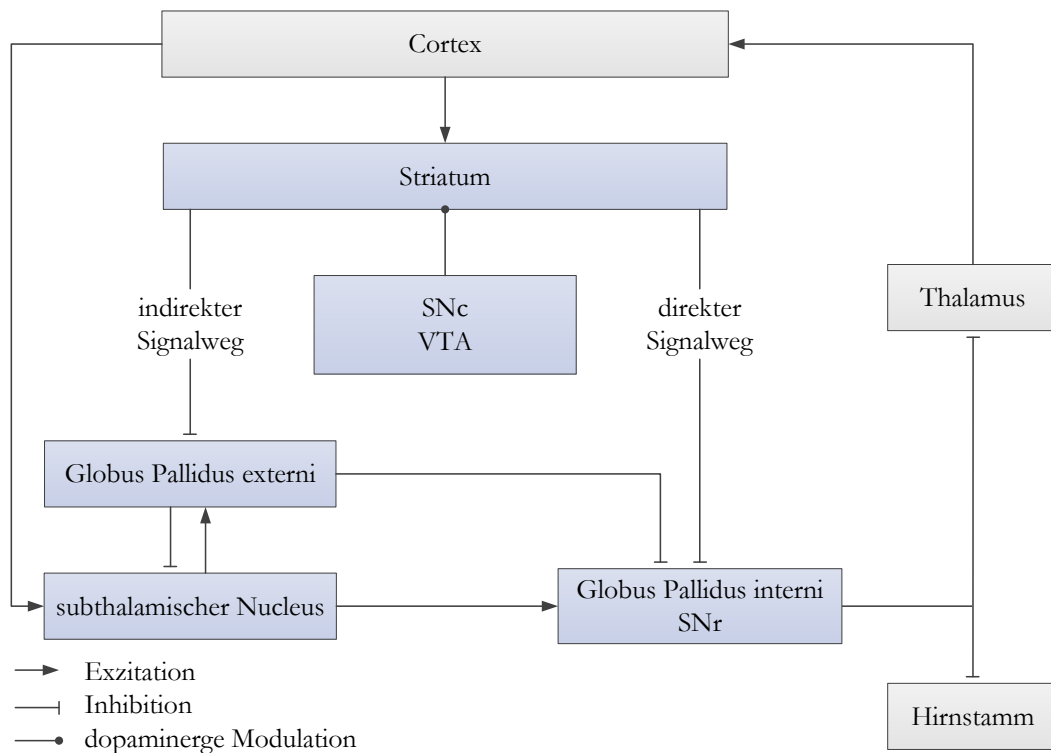 Cortex
Striatum
indirekter
Signalweg
SNc
VTA
direkter
Signalweg
Thalamus
Globus Pallidus externi
subthalamischer Nucleus
Globus Pallidus interni
SNr
Exzitation
Inhibition
dopaminerge Modulation
Hirnstamm